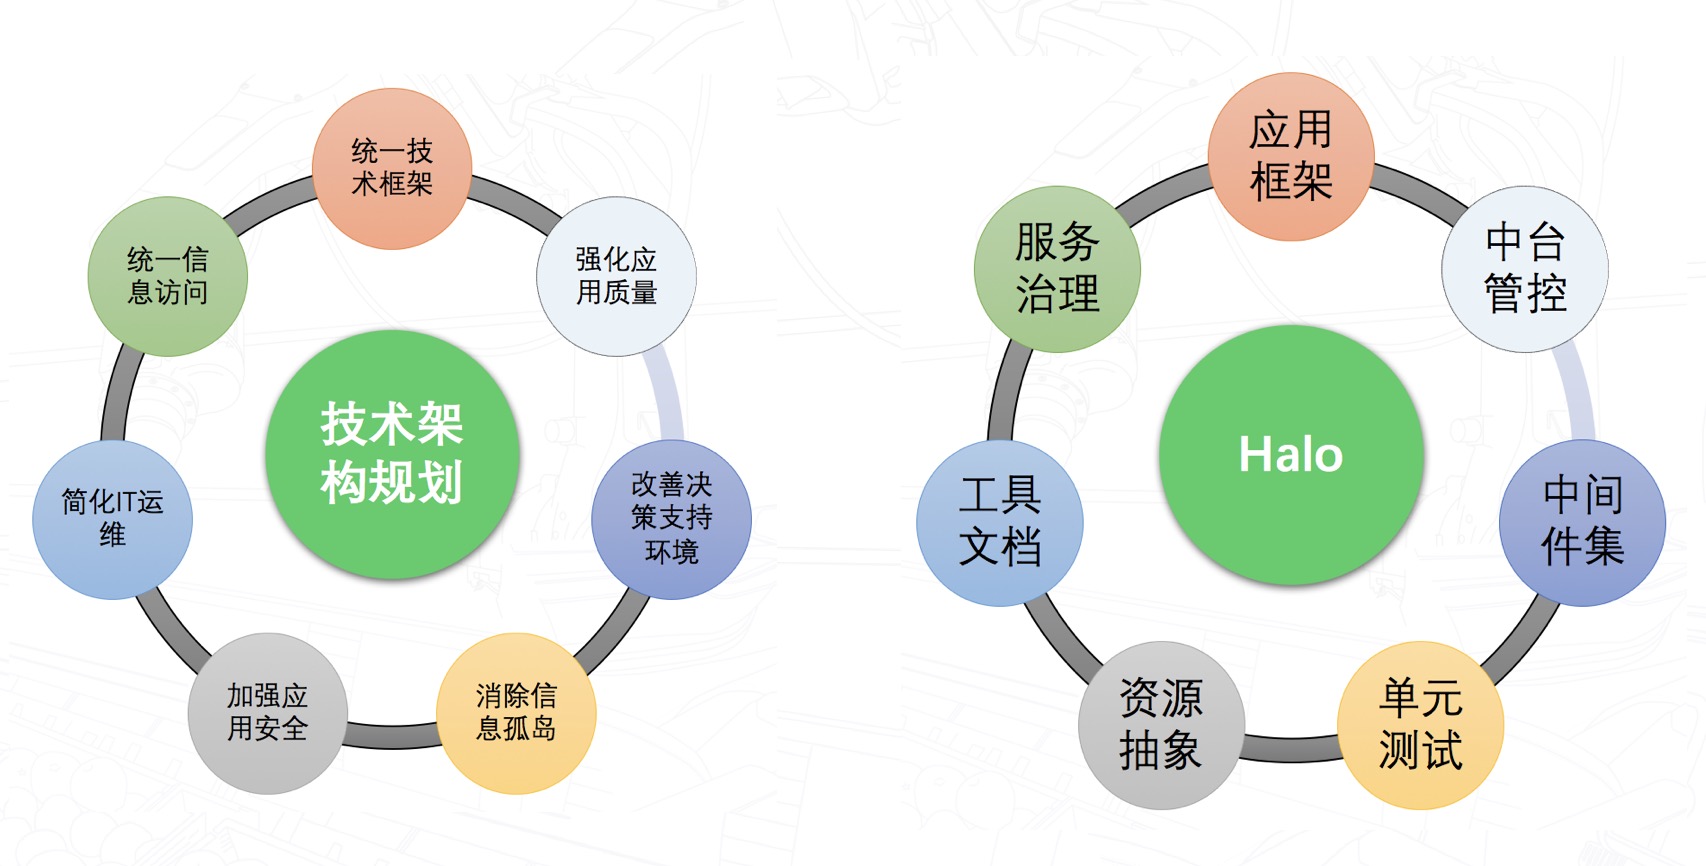 统一技
术框架
强化应
用质量
改善决
策支持
环境
消除信
息孤岛
加强应
用安全
简化IT运
维
统一信
息访问
技术架
构规划
应用
框架
中台
管控
中间
件集
单元
测试
资源
抽象
工具
文档
服务
治理
Halo